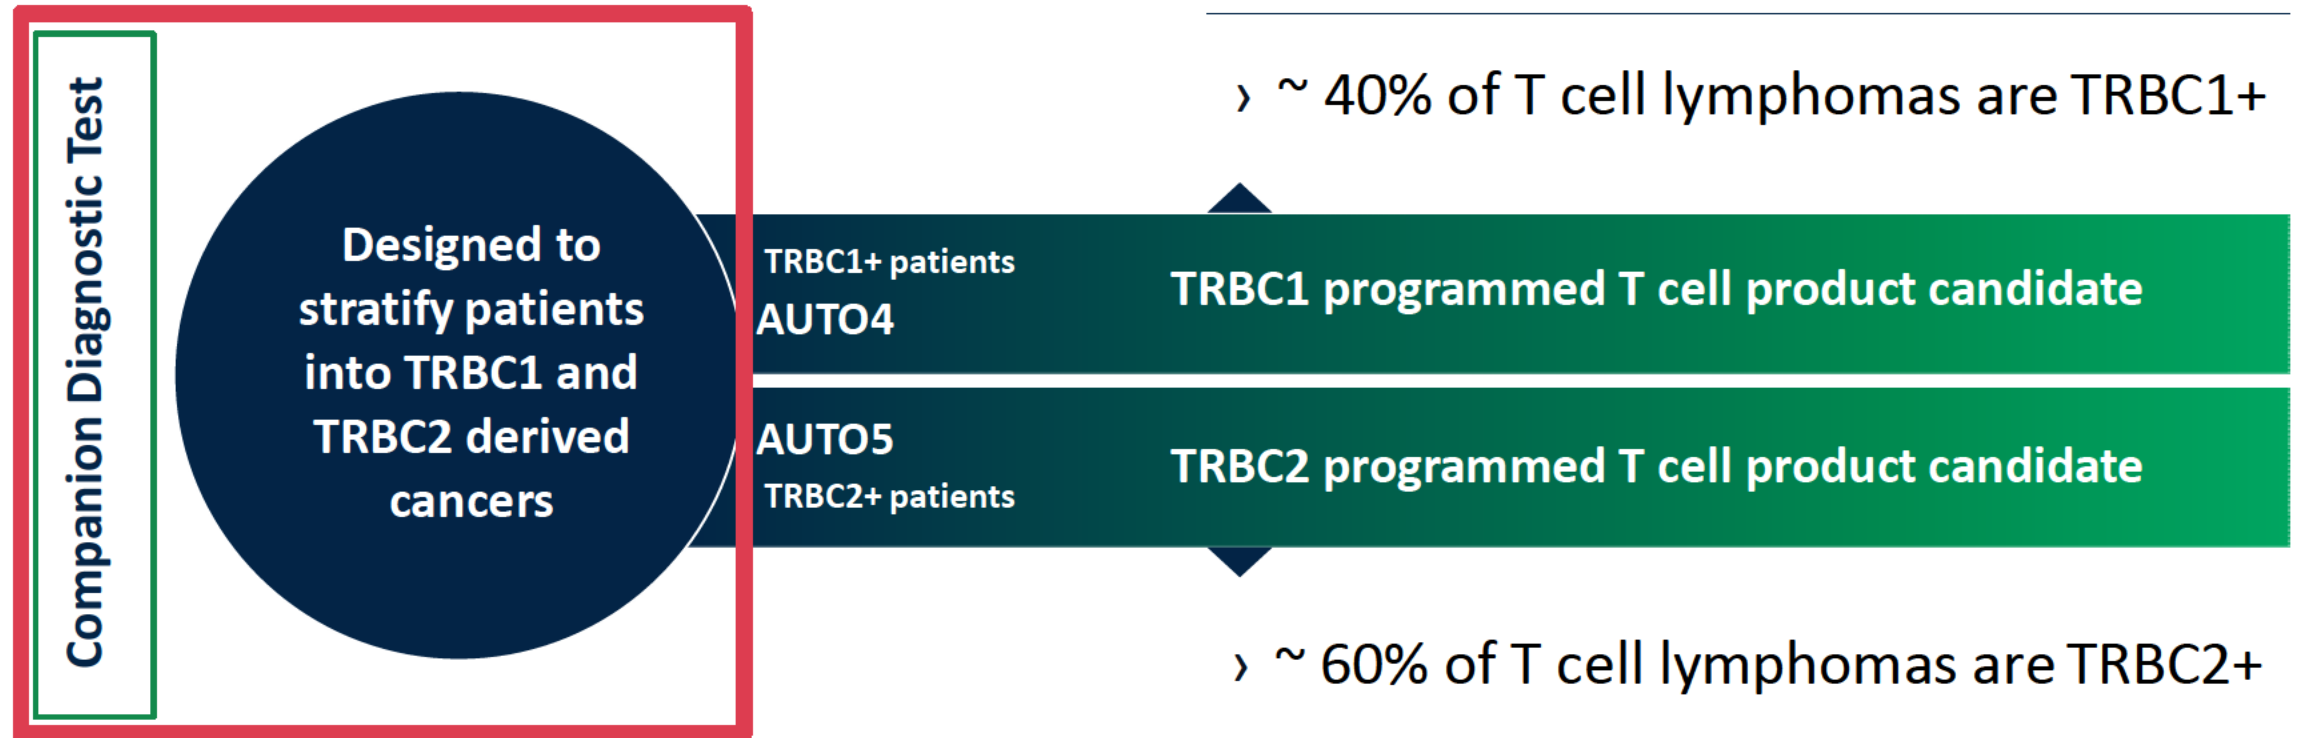 Companion Diagnostic Test
Designed to
stratify patients
into TRBC1 and
TRBC2 derived
cancers
› ~ 40% of T cell lymphomas are TRBC1+
TRBC1+ patients
AUTO4
TRBC1 programmed T cell product candidate
AUTO5
TRBC2+ patients
TRBC2 programmed T cell product candidate
› ~ 60% of T cell lymphomas are TRBC2+